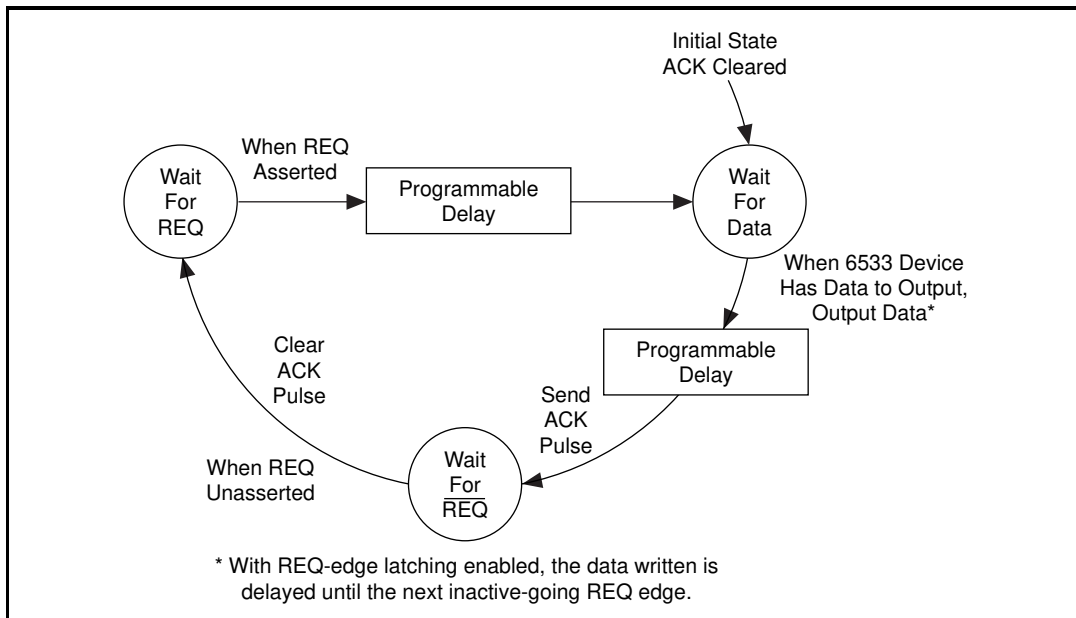 Initial State
ACK Cleared
When REQ
Asserted
Wait
For
REQ
Programmable
Delay
Wait
For
Data
When 6533 Device
Has Data to Output,
Output Data*
Programmable
Delay
Send
ACK
Pulse
Clear
ACK
Pulse
When REQ
Unasserted
Wait
For
R̅E̅Q̅
* With REQ-edge latching enabled, the data written is
delayed until the next inactive-going REQ edge.